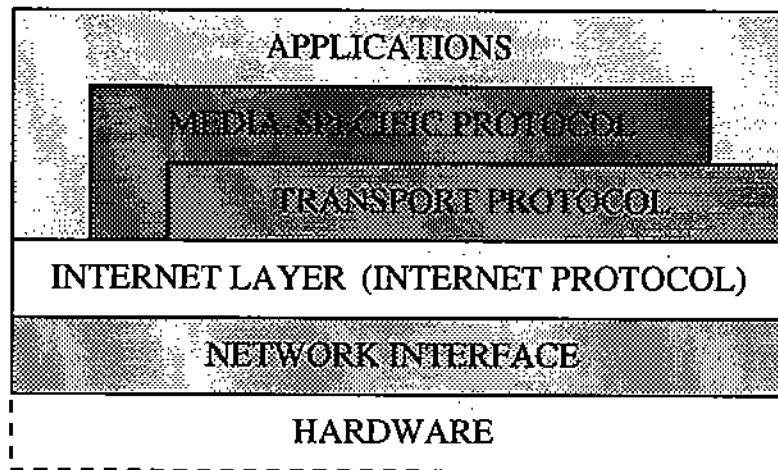 APPLICATIONS
MEDIA-SPECIFIC PROTOCOL
TRANSPORT PROTOCOL
INTERNET LAYER (INTERNET PROTOCOL)
NETWORK INTERFACE
HARDWARE